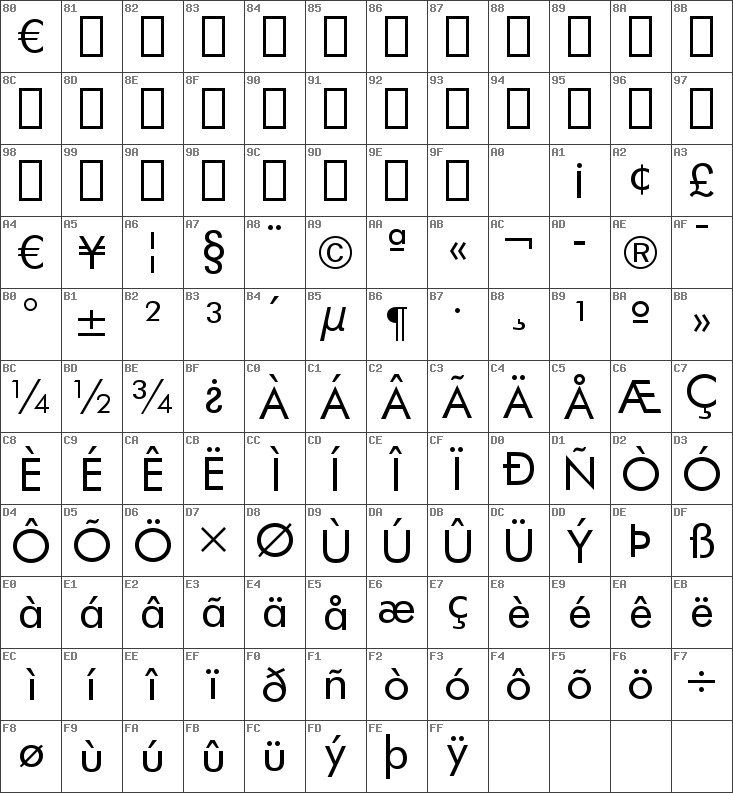 80 81 82 83 84 85 86 87 88 89 8A 8B
€
8C 8D 8E 8F 90 91 92 93 94 95 96 97
98 99 9A 9B 9C 9D 9E 9F A0 A1 A2 A3
¡ ¢ £
A4 A5 A6 A7 A8 A9 AA AB AC AD AE AF
€ ¥ ¦ § ¨ © ª « ¬ - ® ¯
B0 B1 B2 B3 B4 B5 B6 B7 B8 B9 BA BB
° ± ² ³ ´ µ ¶ · ¸ ¹ º »
BC BD BE BF C0 C1 C2 C3 C4 C5 C6 C7
¼ ½ ¾ ¿ À Á Â Ã Ä Å Æ Ç
C8 C9 CA CB CC CD CE CF D0 D1 D2 D3
È É Ê Ë Ì Í Î Ï Ð Ñ Ò Ó
D4 D5 D6 D7 D8 D9 DA DB DC DD DE DF
Ô Õ Ö × Ø Ù Ú Û Ü Ý Þ ß
E0 E1 E2 E3 E4 E5 E6 E7 E8 E9 EA EB
à á â ã ä å æ ç è é ê ë
EC ED EE EF F0 F1 F2 F3 F4 F5 F6 F7
ì í î ï ð ñ ò ó ô õ ö ÷
F8 F9 FA FB FC FD FE FF
ø ù ú û ü ý þ ÿ